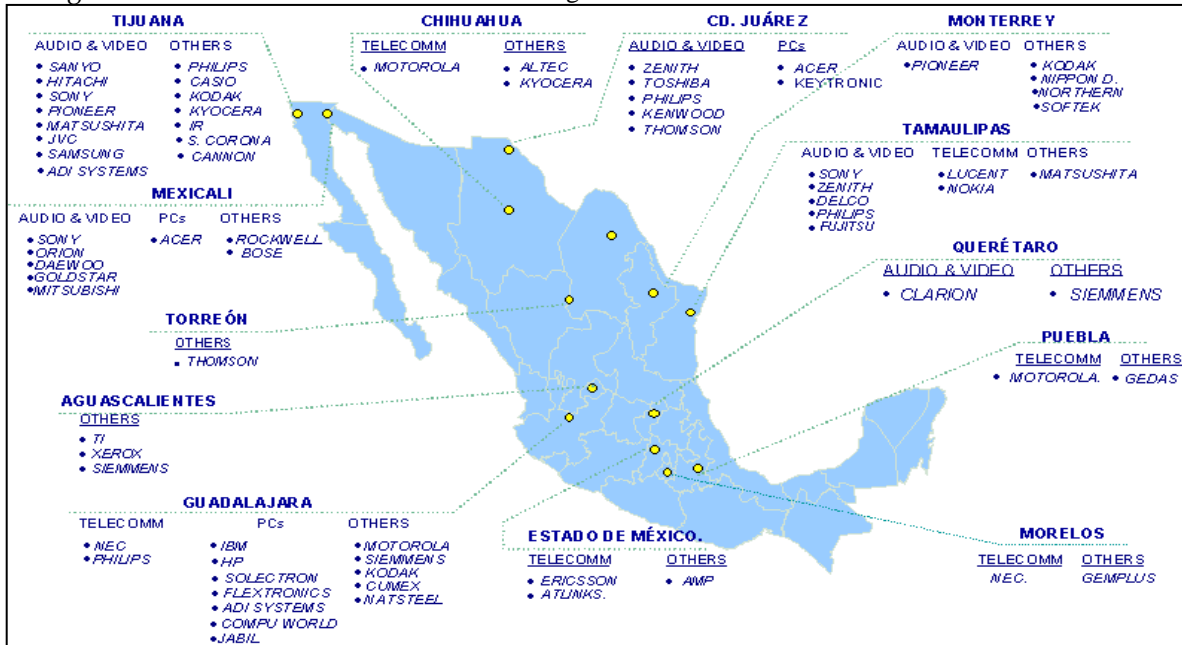 TIJUANA
AUDIO & VIDEO
• SANYO
• HITACHI
• SONY
• PIONEER
• MATSUSHITA
• JVC
• SAMSUNG
• ADI SYSTEMS
OTHERS
• PHILIPS
• CASIO
• KODAK
• KYOCERA
• IR
• S. CORONA
• CANNON
CHIHUAHUA
TELECOMM
• MOTOROLA
OTHERS
• ALTEC
• KYOCERA
CD. JUÁREZ
AUDIO & VIDEO
• ZENITH
• TOSHIBA
• PHILIPS
• KENWOOD
• THOMSON
PCs
• ACER
• KEYTRONIC
MONTERREY
AUDIO & VIDEO
• PIONEER
OTHERS
• KODAK
• NIPPON D.
• NORTHERN
• SOFTEK
TAMAULIPAS
AUDIO & VIDEO
• SONY
• ZENITH
• DELCO
• PHILIPS
• FUJITSU
TELECOMM
• LUCENT
• NOKIA
OTHERS
• MATSUSHITA
MEXICALI
AUDIO & VIDEO
• SONY
• ORION
• DAEWOO
• GOLDSTAR
• MITSUBISHI
PCs
• ACER
OTHERS
• ROCKWELL
• BOSE
QUERÉTARO
AUDIO & VIDEO
• CLARION
OTHERS
• SIEMMENS
TORREÓN
OTHERS
• THOMSON
PUEBLA
TELECOMM
• MOTOROLA.
OTHERS
• GEDAS
AGUASCALIENTES
OTHERS
• TI
• XEROX
• SIEMMENS
GUADALAJARA
TELECOMM
• NEC
• PHILIPS
PCs
• IBM
• HP
• SOLECTRON
• FLEXTRONICS
• ADI SYSTEMS
• COMPU WORLD
• JABIL
OTHERS
• MOTOROLA
• SIEMMENS
• KODAK
• CUMEX
• NATSTEEL
ESTADO DE MÉXICO.
TELECOMM
• ERICSSON
• ATLINKS.
OTHERS
• AMP
MORELOS
TELECOMM
NEC.
OTHERS
GEMPLUS